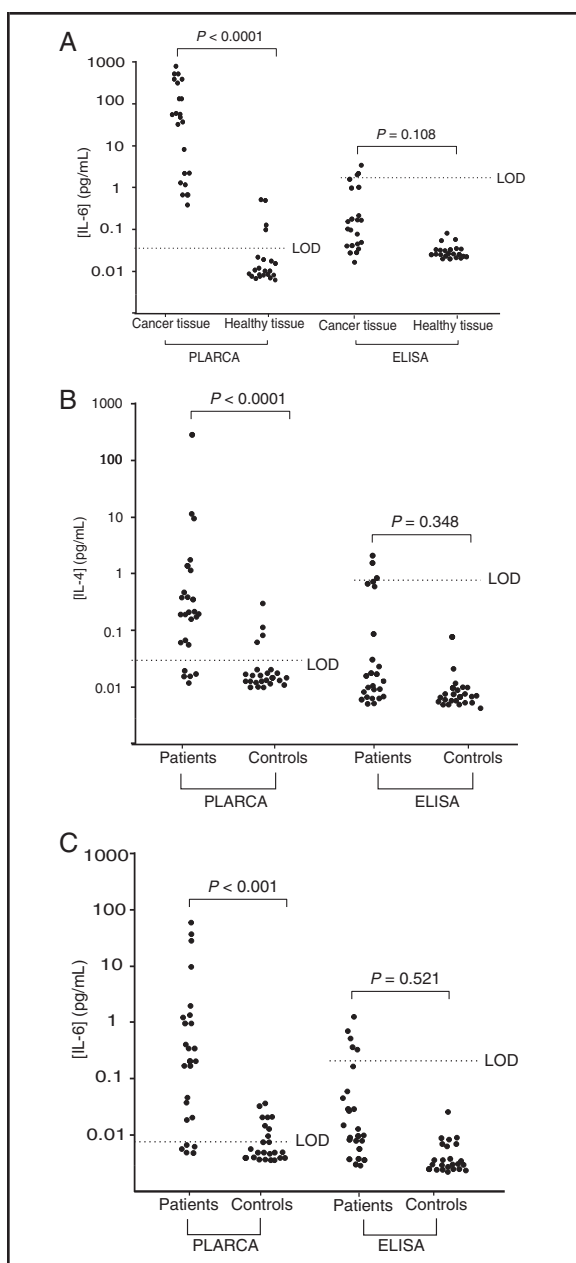 A
P < 0.0001
1000
100
10
1
0.1
0.01
[IL-6] (pg/mL)
P = 0.108
LOD
LOD
Cancer tissue Healthy tissue Cancer tissue Healthy tissue
PLARCA ELISA
B
P < 0.0001
1000
100
10
1
0.1
0.01
[IL-4] (pg/mL)
P = 0.348
LOD
LOD
Patients Controls Patients Controls
PLARCA ELISA
C
P < 0.001
1000
100
10
1
0.1
0.01
[IL-6] (pg/mL)
P = 0.521
LOD
LOD
Patients Controls Patients Controls
PLARCA ELISA